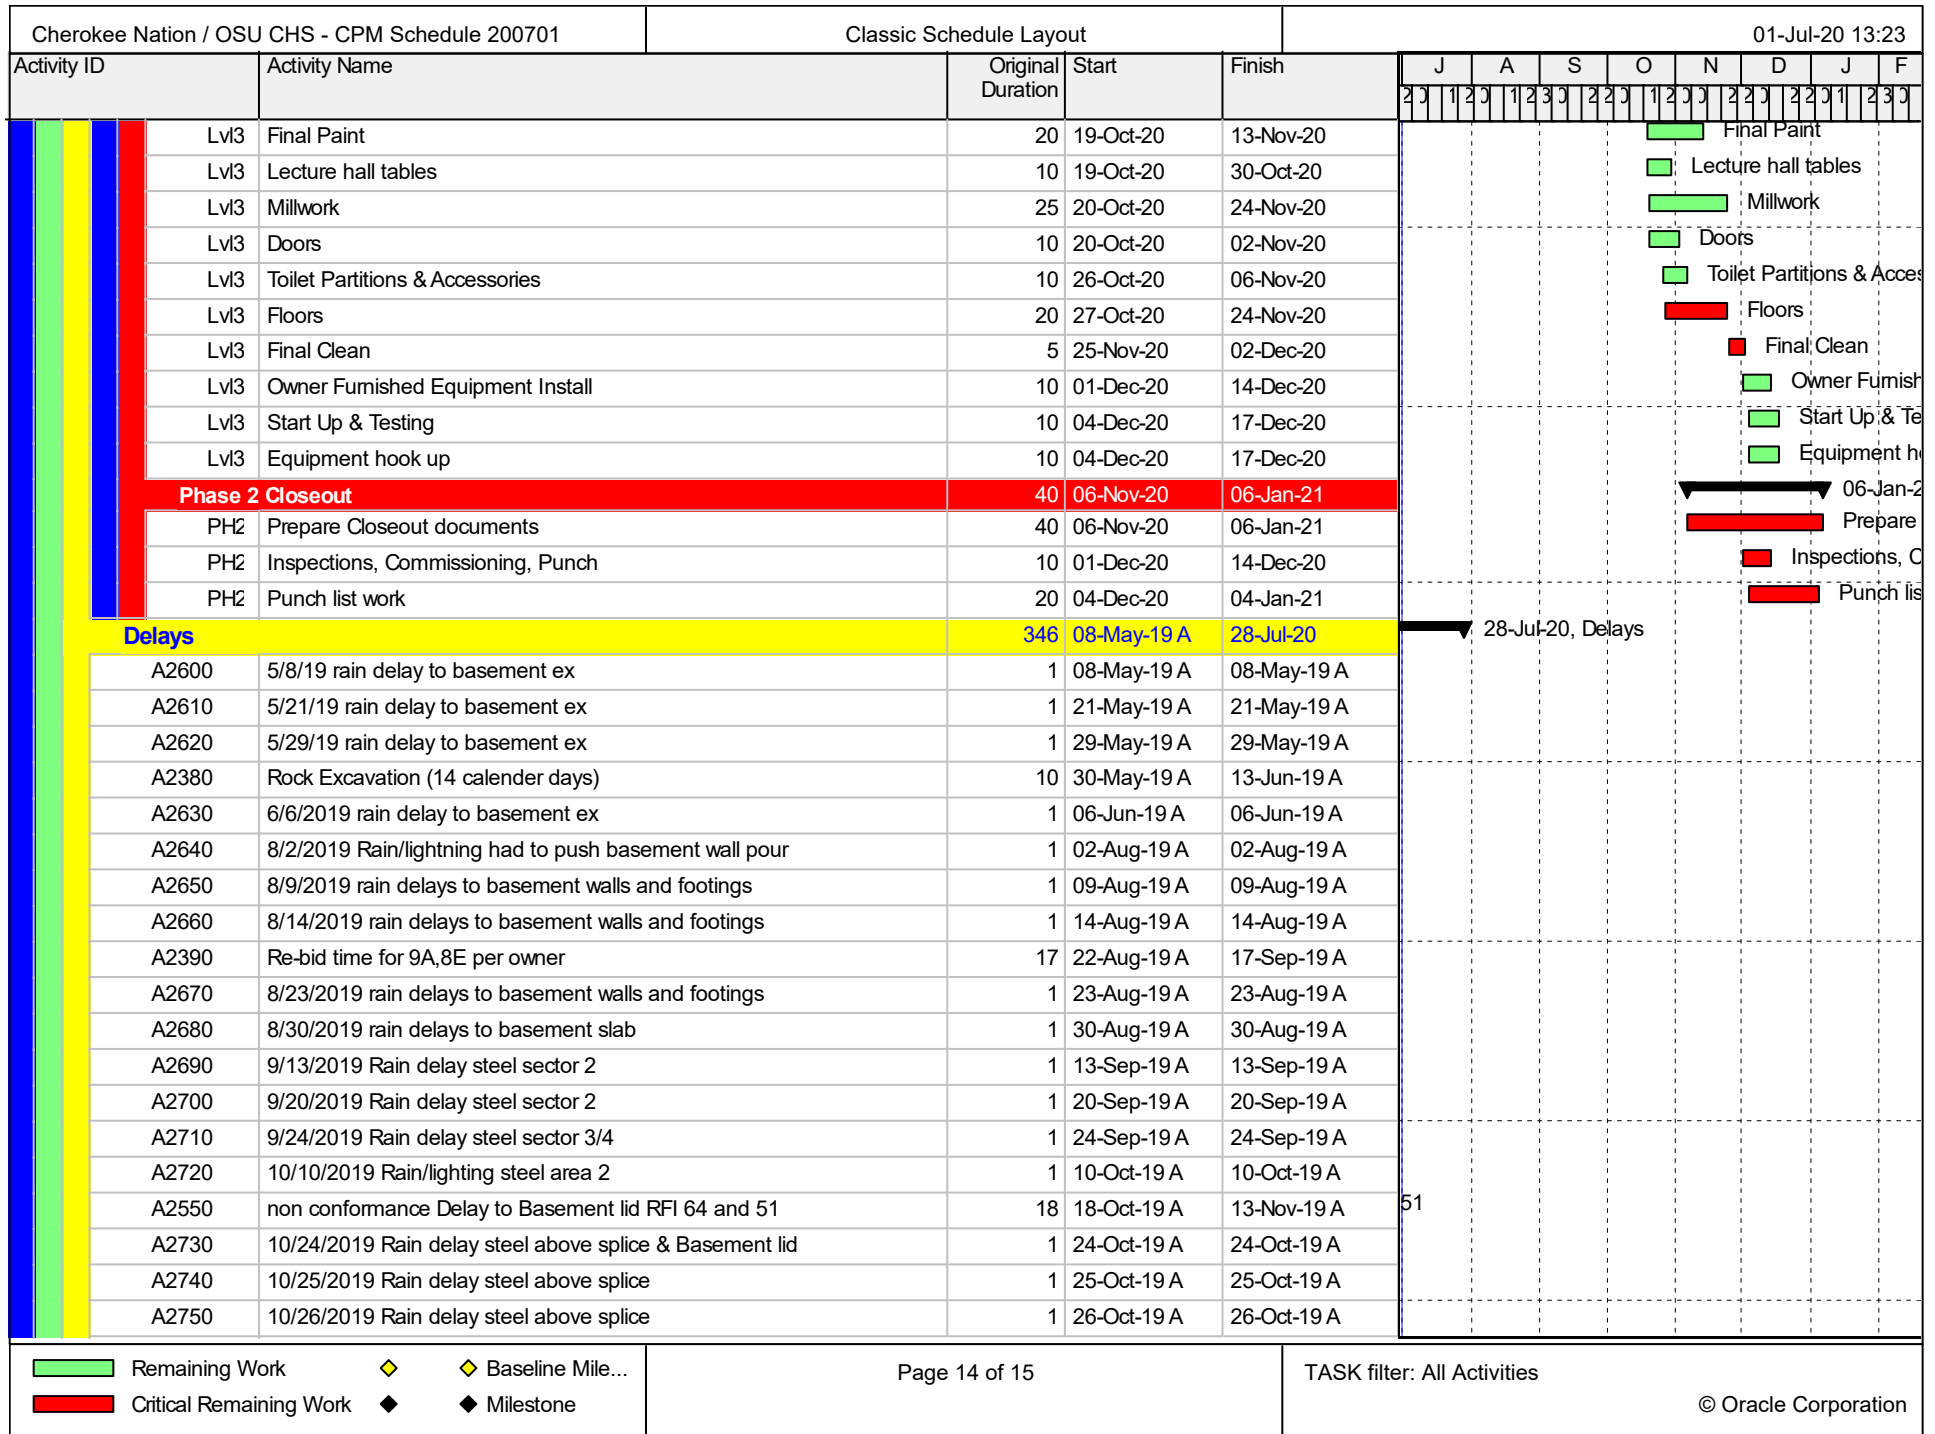 Cherokee Nation / OSU CHS - CPM Schedule 200701 Classic Schedule Layout 01-Jul-20 13:23
Activity ID Activity Name Original Duration Start Finish J A S O N D J F
Lvl3 Final Paint 20 19-Oct-20 13-Nov-20 Final Paint
Lvl3 Lecture hall tables 10 19-Oct-20 30-Oct-20 Lecture hall tables
Lvl3 Millwork 25 20-Oct-20 24-Nov-20 Millwork
Lvl3 Doors 10 20-Oct-20 02-Nov-20 Doors
Lvl3 Toilet Partitions & Accessories 10 26-Oct-20 06-Nov-20 Toilet Partitions & Acces
Lvl3 Floors 20 27-Oct-20 24-Nov-20 Floors
Lvl3 Final Clean 5 25-Nov-20 02-Dec-20 Final Clean
Lvl3 Owner Furnished Equipment Install 10 01-Dec-20 14-Dec-20 Owner Furnish
Lvl3 Start Up & Testing 10 04-Dec-20 17-Dec-20 Start Up & Te
Lvl3 Equipment hook up 10 04-Dec-20 17-Dec-20 Equipment h
Phase 2 Closeout 40 06-Nov-20 06-Jan-21 06-Jan-2
PH2 Prepare Closeout documents 40 06-Nov-20 06-Jan-21 Prepare
PH2 Inspections, Commissioning, Punch 10 01-Dec-20 14-Dec-20 Inspections, C
PH2 Punch list work 20 04-Dec-20 04-Jan-21 Punch lis
Delays 346 08-May-19 A 28-Jul-20 28-Jul-20, Delays
A2600 5/8/19 rain delay to basement ex 1 08-May-19 A 08-May-19 A
A2610 5/21/19 rain delay to basement ex 1 21-May-19 A 21-May-19 A
A2620 5/29/19 rain delay to basement ex 1 29-May-19 A 29-May-19 A
A2380 Rock Excavation (14 calender days) 10 30-May-19 A 13-Jun-19 A
A2630 6/6/2019 rain delay to basement ex 1 06-Jun-19 A 06-Jun-19 A
A2640 8/2/2019 Rain/lightning had to push basement wall pour 1 02-Aug-19 A 02-Aug-19 A
A2650 8/9/2019 rain delays to basement walls and footings 1 09-Aug-19 A 09-Aug-19 A
A2660 8/14/2019 rain delays to basement walls and footings 1 14-Aug-19 A 14-Aug-19 A
A2390 Re-bid time for 9A,8E per owner 17 22-Aug-19 A 17-Sep-19 A
A2670 8/23/2019 rain delays to basement walls and footings 1 23-Aug-19 A 23-Aug-19 A
A2680 8/30/2019 rain delays to basement slab 1 30-Aug-19 A 30-Aug-19 A
A2690 9/13/2019 Rain delay steel sector 2 1 13-Sep-19 A 13-Sep-19 A
A2700 9/20/2019 Rain delay steel sector 2 1 20-Sep-19 A 20-Sep-19 A
A2710 9/24/2019 Rain delay steel sector 3/4 1 24-Sep-19 A 24-Sep-19 A
A2720 10/10/2019 Rain/lighting steel area 2 1 10-Oct-19 A 10-Oct-19 A
A2550 non conformance Delay to Basement lid RFI 64 and 51 18 18-Oct-19 A 13-Nov-19 A 51
A2730 10/24/2019 Rain delay steel above splice & Basement lid 1 24-Oct-19 A 24-Oct-19 A
A2740 10/25/2019 Rain delay steel above splice 1 25-Oct-19 A 25-Oct-19 A
A2750 10/26/2019 Rain delay steel above splice 1 26-Oct-19 A 26-Oct-19 A
Remaining Work Baseline Mile... Page 14 of 15 TASK filter: All Activities
Critical Remaining Work Milestone © Oracle Corporation